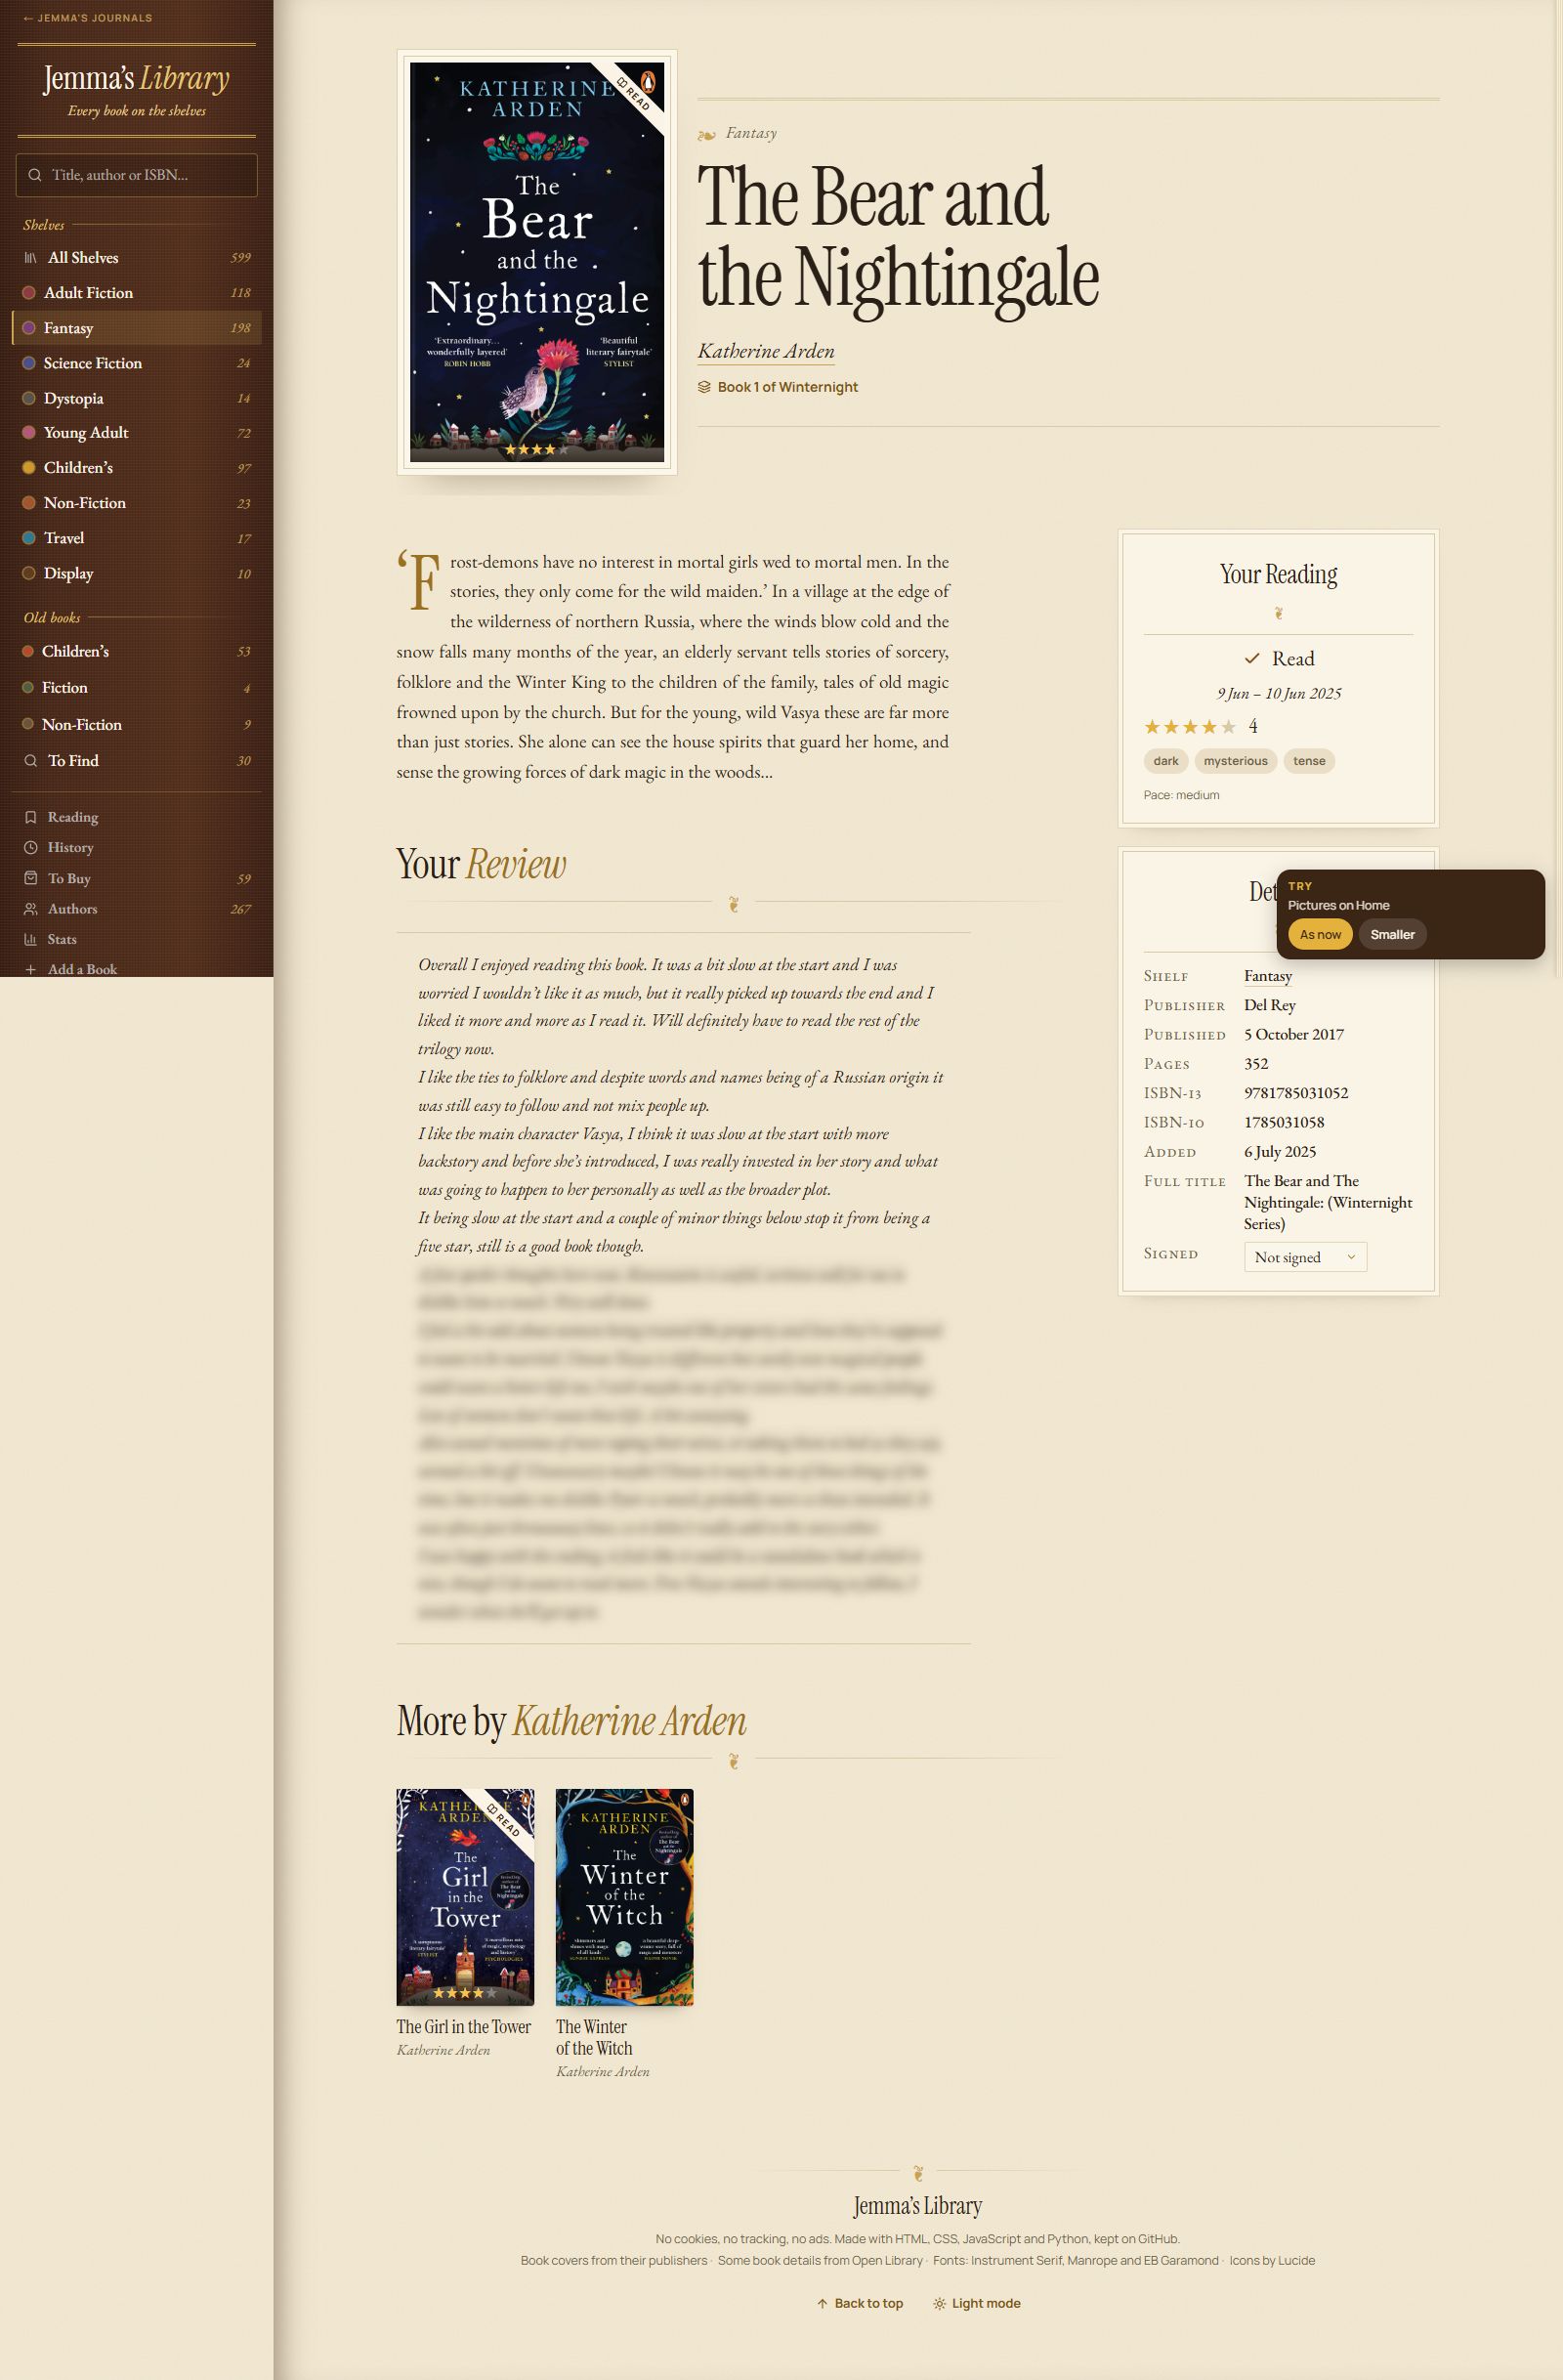 ← JEMMA'S JOURNALS
Jemma's Library
Every book on the shelves
Title, author or ISBN...
Shelves
All Shelves 599
Adult Fiction 118
Fantasy 198
Science Fiction 24
Dystopia 14
Young Adult 72
Children's 97
Non-Fiction 23
Travel 17
Display 10
Old books
Children's 53
Fiction 4
Non-Fiction 9
To Find 30
Reading
History
To Buy 59
Authors 267
Stats
+ Add a Book
KATHERINE
ARDEN
READ
The
Bear
and the
Nightingale
'Extraordinary...
wonderfully layered'
ROBIN HOBB
'Beautiful
literary fairytale'
STYLIST
Fantasy
The Bear and
the Nightingale
Katherine Arden
Book 1 of Winternight
'Frost-demons have no interest in mortal girls wed to mortal men. In the
stories, they only come for the wild maiden.' In a village at the edge of
the wilderness of northern Russia, where the winds blow cold and the
snow falls many months of the year, an elderly servant tells stories of sorcery,
folklore and the Winter King to the children of the family, tales of old magic
frowned upon by the church. But for the young, wild Vasya these are far more
than just stories. She alone can see the house spirits that guard her home, and
sense the growing forces of dark magic in the woods...
Your Reading
Read
9 Jun – 10 Jun 2025
4
dark mysterious tense
Pace: medium
Your Review
Overall I enjoyed reading this book. It was a bit slow at the start and I was
worried I wouldn't like it as much, but it really picked up towards the end and I
liked it more and more as I read it. Will definitely have to read the rest of the
trilogy now.
I like the ties to folklore and despite words and names being of a Russian origin it
was still easy to follow and not mix people up.
I like the main character Vasya, I think it was slow at the start with more
backstory and before she's introduced, I was really invested in her story and what
was going to happen to her personally as well as the broader plot.
It being slow at the start and a couple of minor things below stop it from being a
five star, still is a good book though.
Det
TRY
Pictures on Home
As now Smaller
SHELF Fantasy
PUBLISHER Del Rey
PUBLISHED 5 October 2017
PAGES 352
ISBN-13 9781785031052
ISBN-10 1785031058
ADDED 6 July 2025
FULL TITLE The Bear and The
Nightingale: (Winternight
Series)
SIGNED Not signed
More by Katherine Arden
READ
The
Girl
in the
Tower
KATHERINE
ARDEN
The
Winter
of the
Witch
The Girl in the Tower
Katherine Arden
The Winter
of the Witch
Katherine Arden
Jemma's Library
No cookies, no tracking, no ads. Made with HTML, CSS, JavaScript and Python, kept on GitHub.
Book covers from their publishers · Some book details from Open Library · Fonts: Instrument Serif, Manrope and EB Garamond · Icons by Lucide
Back to top
Light mode